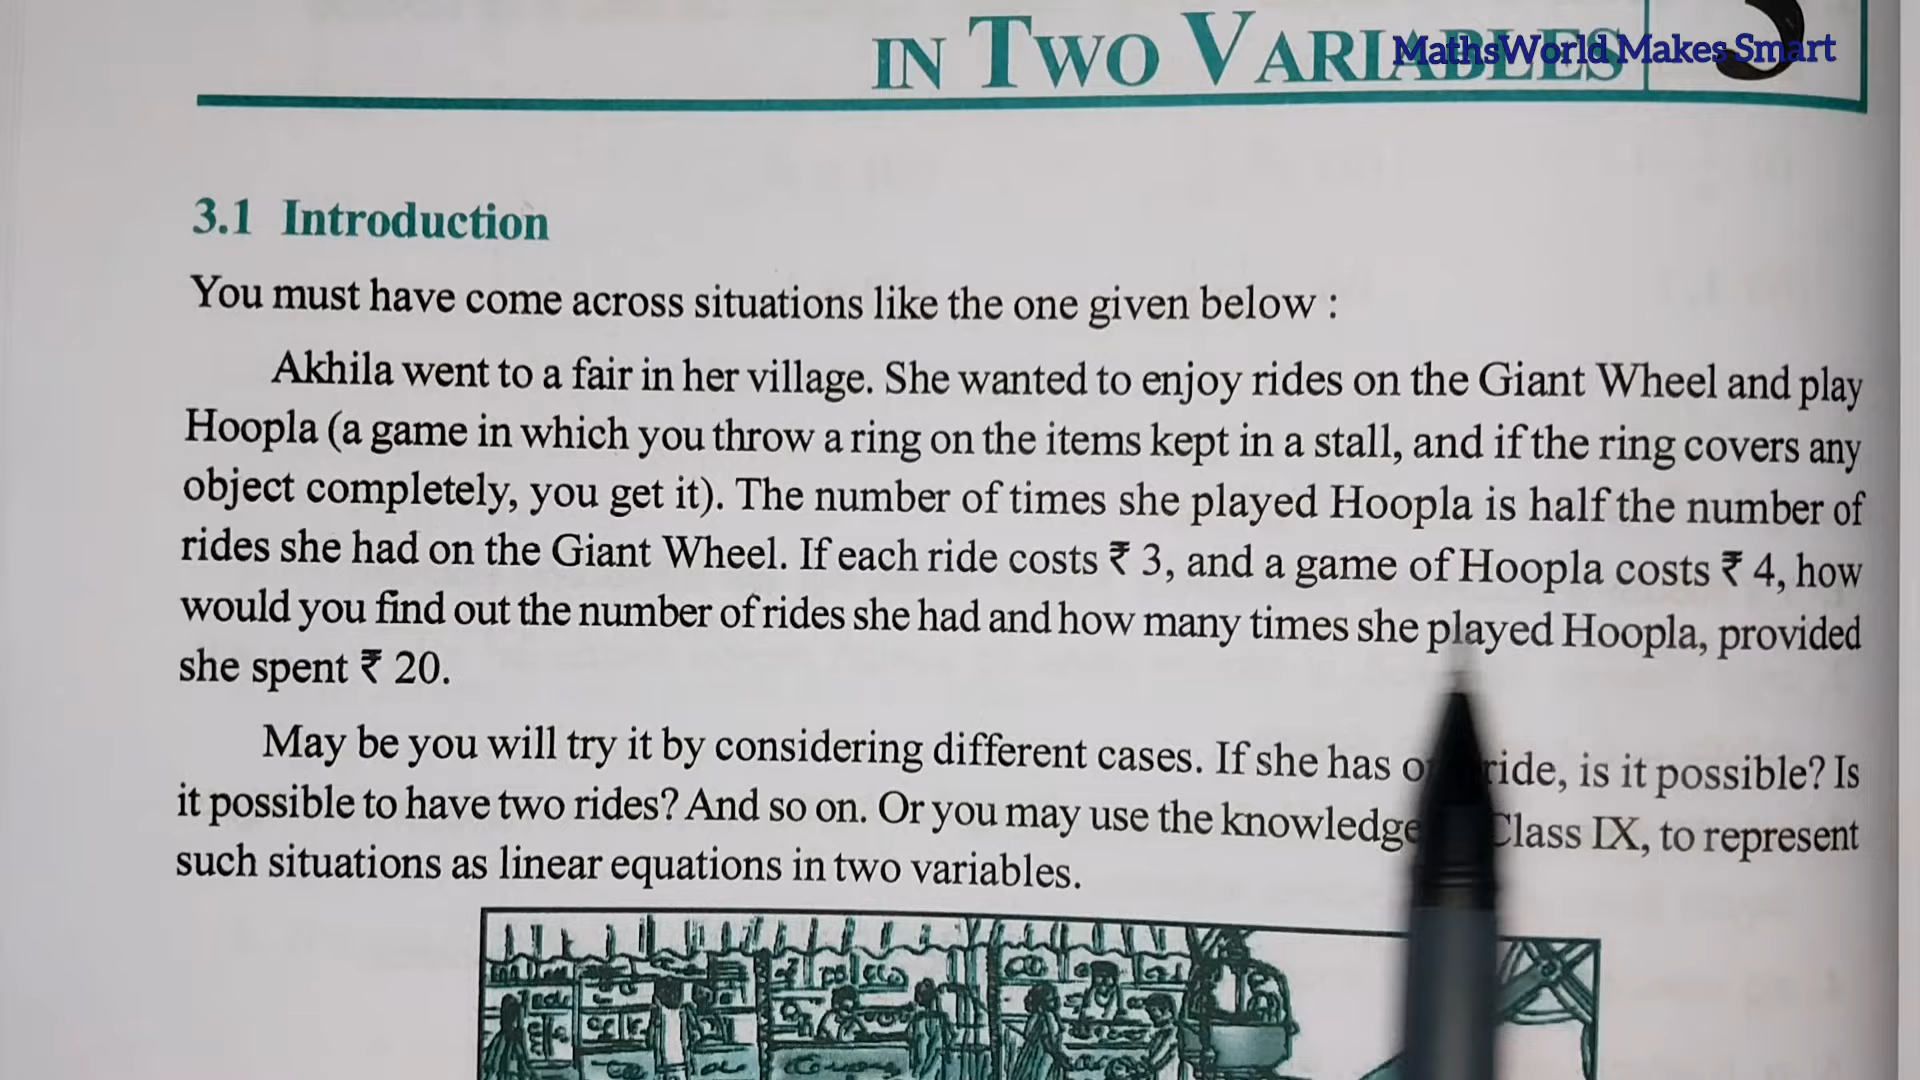 IN TWO VARIABLES
MathsWorld Makes Smart
3.1 Introduction
You must have come across situations like the one given below :
Akhila went to a fair in her village. She wanted to enjoy rides on the Giant Wheel and play
Hoopla (a game in which you throw a ring on the items kept in a stall, and if the ring covers any
object completely, you get it). The number of times she played Hoopla is half the number of
rides she had on the Giant Wheel. If each ride costs ₹ 3, and a game of Hoopla costs ₹ 4, how
would you find out the number of rides she had and how many times she played Hoopla, provided
she spent ₹ 20.
May be you will try it by considering different cases. If she has ride, is it possible? Is
it possible to have two rides? And so on. Or you may use the knowledge Class IX, to represent
such situations as linear equations in two variables.